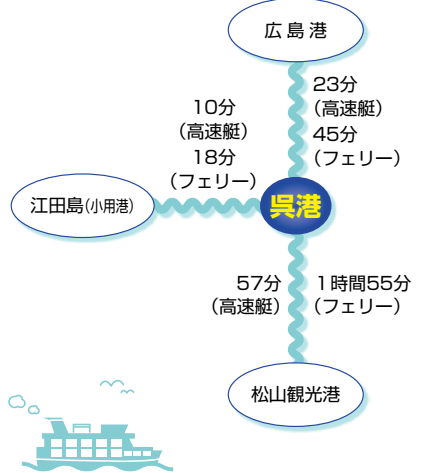 広島港
23分
(高速艇)
45分
(フェリー)
10分
(高速艇)
18分
(フェリー)
江田島(小用港)
呉港
57分
(高速艇)
1時間55分
(フェリー)
松山観光港